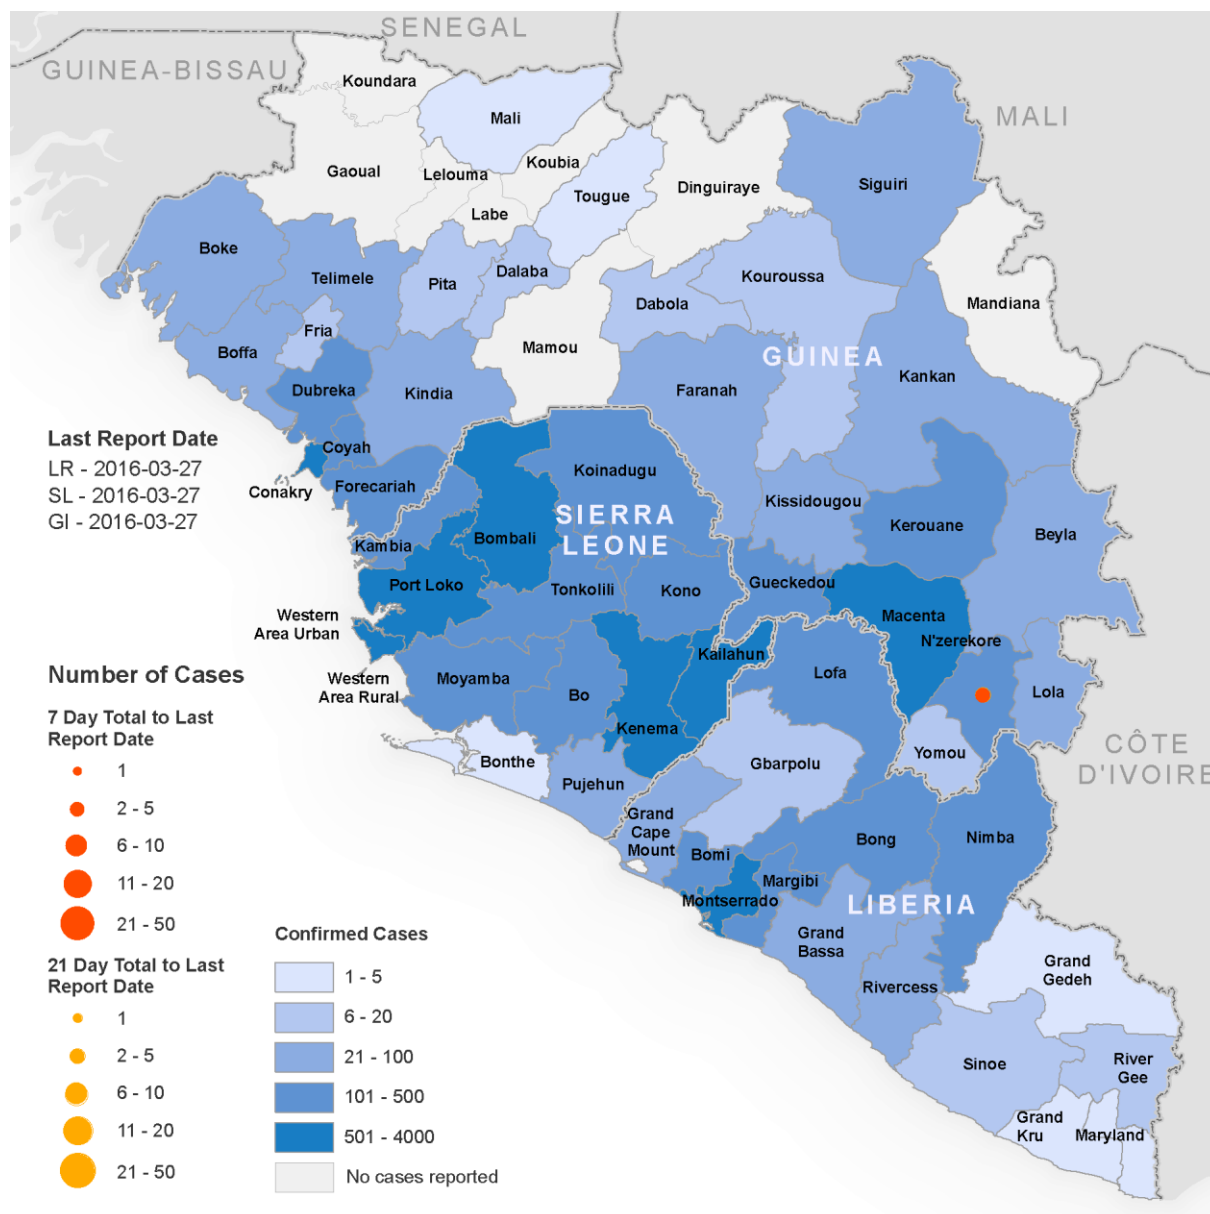 SENEGAL
GUINEA-BISSAU
MALI
Koundara
Mali
Gaoual
Lelouma
Koubia
Labe
Tougue
Dinguiraye
Siguiri
Boke
Telimele
Pita
Dalaba
Kouroussa
Dabola
Mandiana
Fria
Boffa
Mamou
GUINEA
Dubreka
Kindia
Faranah
Kankan
Last Report Date
LR - 2016-03-27
SL - 2016-03-27
GI - 2016-03-27
Coyah
Conakry
Forecariah
Koinadugu
Kissidougou
Kerouane
Beyla
SIERRA
LEONE
Kambia
Bombali
Port Loko
Tonkolili
Kono
Gueckedou
Macenta
N'zerekore
Western
Area Urban
Kailahun
Lofa
Lola
Western
Area Rural
Moyamba
Bo
Kenema
Yomou
CÔTE
D'IVOIRE
Bonthe
Pujehun
Gbarpolu
Grand
Cape
Mount
Bomi
Bong
Nimba
Margibi
Montserrado
LIBERIA
Grand
Bassa
Rivercess
Grand
Gedeh
Sinoe
River
Gee
Grand
Kru
Maryland
Number of Cases
7 Day Total to Last
Report Date
1
2 - 5
6 - 10
11 - 20
21 - 50
21 Day Total to Last
Report Date
1
2 - 5
6 - 10
11 - 20
21 - 50
Confirmed Cases
1 - 5
6 - 20
21 - 100
101 - 500
501 - 4000
No cases reported